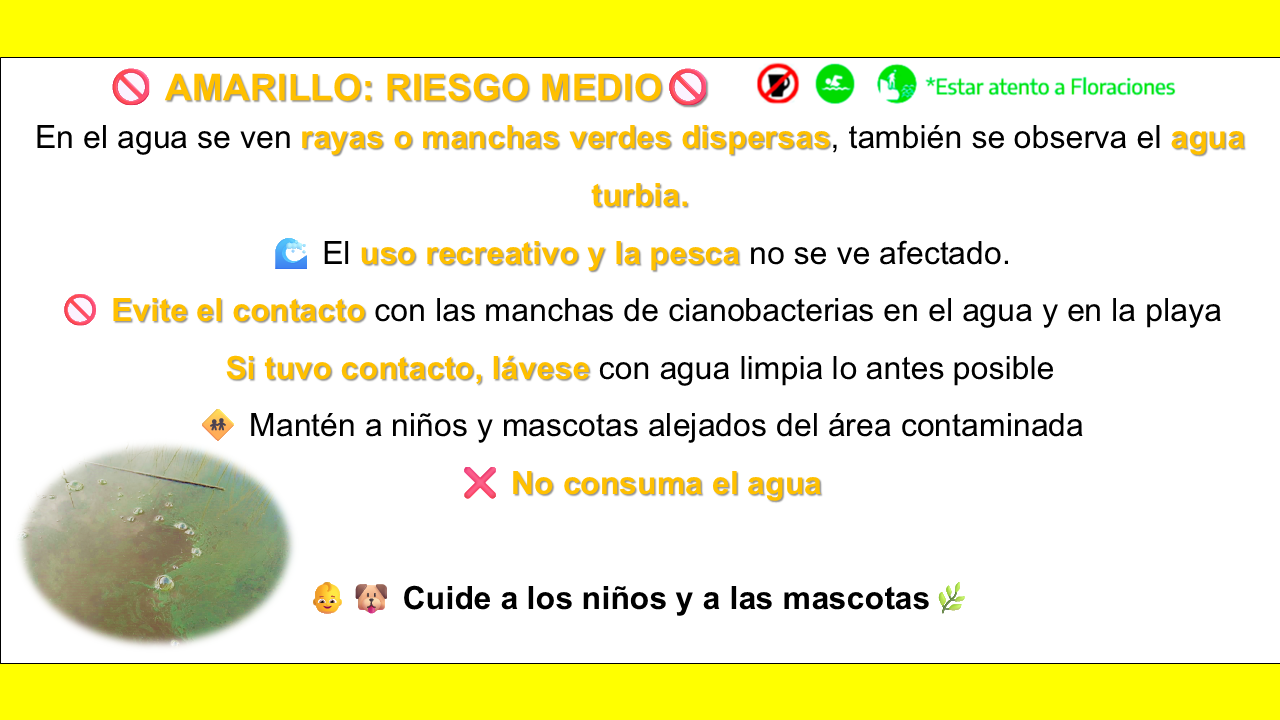 🚫 AMARILLO: RIESGO MEDIO🚫
*Estar atento a Floraciones
En el agua se ven rayas o manchas verdes dispersas, también se observa el agua
turbia.
🌊 El uso recreativo y la pesca no se ve afectado.
🚫 Evite el contacto con las manchas de cianobacterias en el agua y en la playa
Si tuvo contacto, lávese con agua limpia lo antes posible
🚸 Mantén a niños y mascotas alejados del área contaminada
❌ No consuma el agua
👶 🐶 Cuide a los niños y a las mascotas 🌿